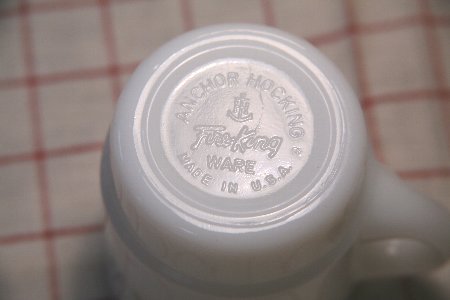 ANCHOR HOCKING
Fire-King
WARE
MADE IN U.S.A.